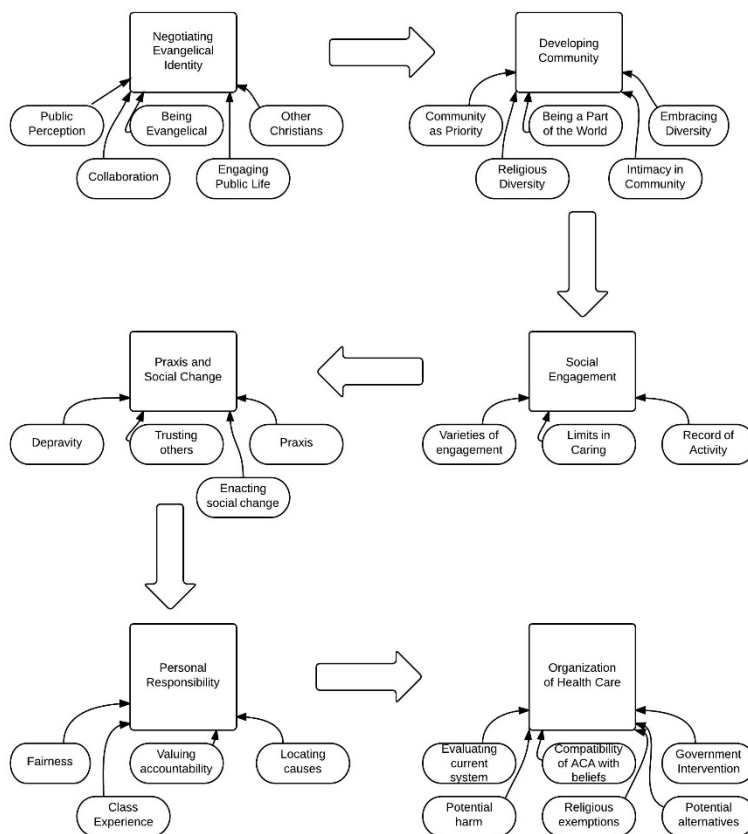 Negotiating
Evangelical
Identity
Developing
Community
Public
Perception
Being
Evangelical
Other
Christians
Collaboration
Engaging
Public Life
Community
as Priority
Being a Part
of the World
Embracing
Diversity
Religious
Diversity
Intimacy in
Community
Praxis and
Social Change
Social
Engagement
Depravity
Trusting
others
Praxis
Enacting
social change
Varieties of
engagement
Limits in
Caring
Record of
Activity
Personal
Responsibility
Organization
of Health Care
Fairness
Valuing
accountability
Locating
causes
Class
Experience
Evaluating
current
system
Compatibility
of ACA with
beliefs
Government
Intervention
Potential
harm
Religious
exemptions
Potential
alternatives